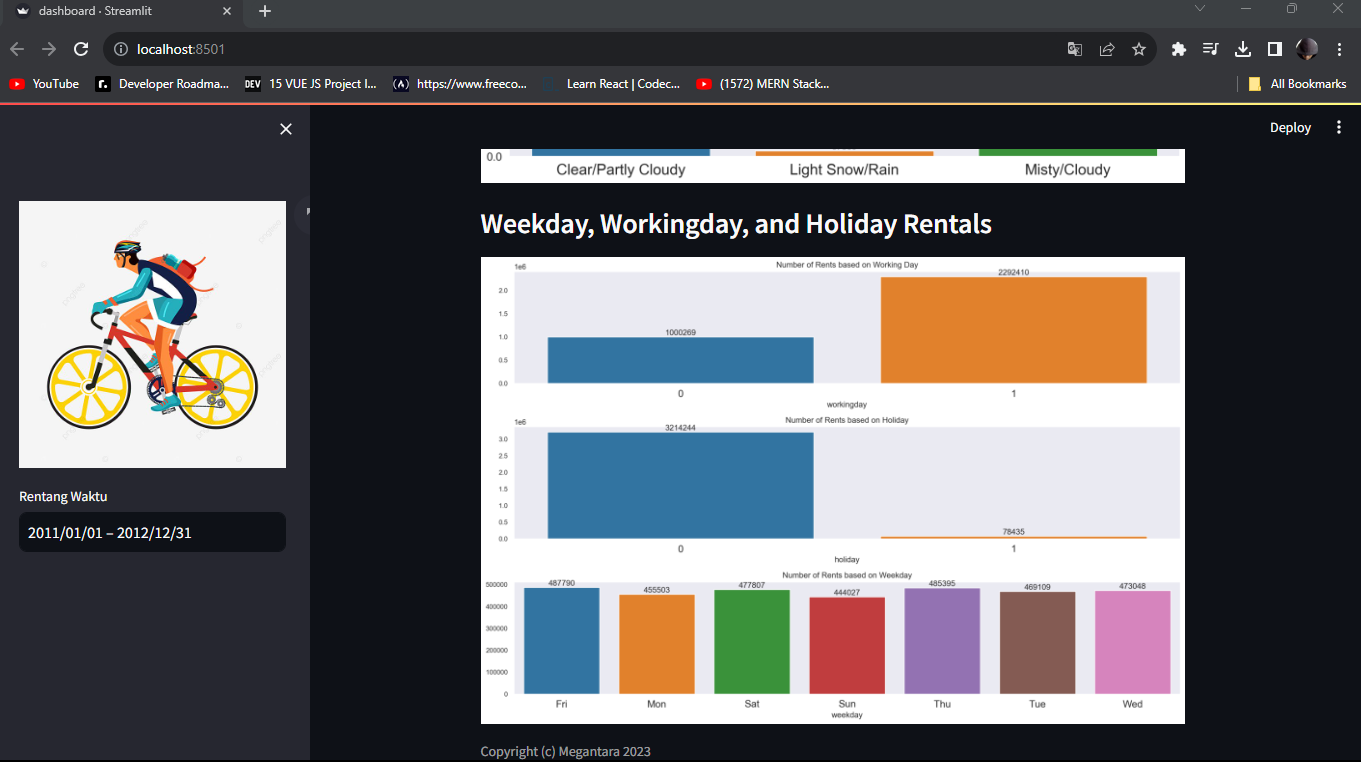 dashboard · Streamlit
localhost:8501
YouTube
Developer Roadma...
15 VUE JS Project I...
https://www.freeco...
Learn React | Codec...
(1572) MERN Stack...
All Bookmarks
Deploy
0.0
Clear/Partly Cloudy Light Snow/Rain Misty/Cloudy
Rentang Waktu
2011/01/01 – 2012/12/31
Weekday, Workingday, and Holiday Rentals
Number of Rents based on Working Day
1e6
2292410
1000269
2.0
1.5
1.0
0.5
0.0
0 1
workingday
Number of Rents based on Holiday
1e6
3214244
78435
3.0
2.5
2.0
1.5
1.0
0.5
0.0
0 1
holiday
Number of Rents based on Weekday
487790 455503 477807 444027 485395 469109 473048
500000
400000
300000
200000
100000
0
Fri Mon Sat Sun Thu Tue Wed
weekday
Copyright (c) Megantara 2023